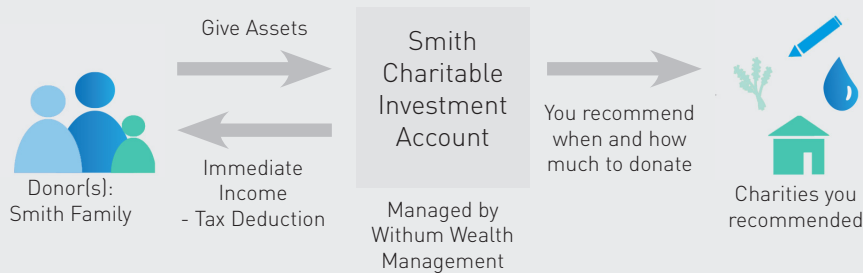 Give Assets
Smith
Charitable
Investment
Account
You recommend
when and how
much to donate
Immediate
Income
- Tax Deduction
Donor(s):
Smith Family
Managed by
Withum Wealth
Management
Charities you
recommended